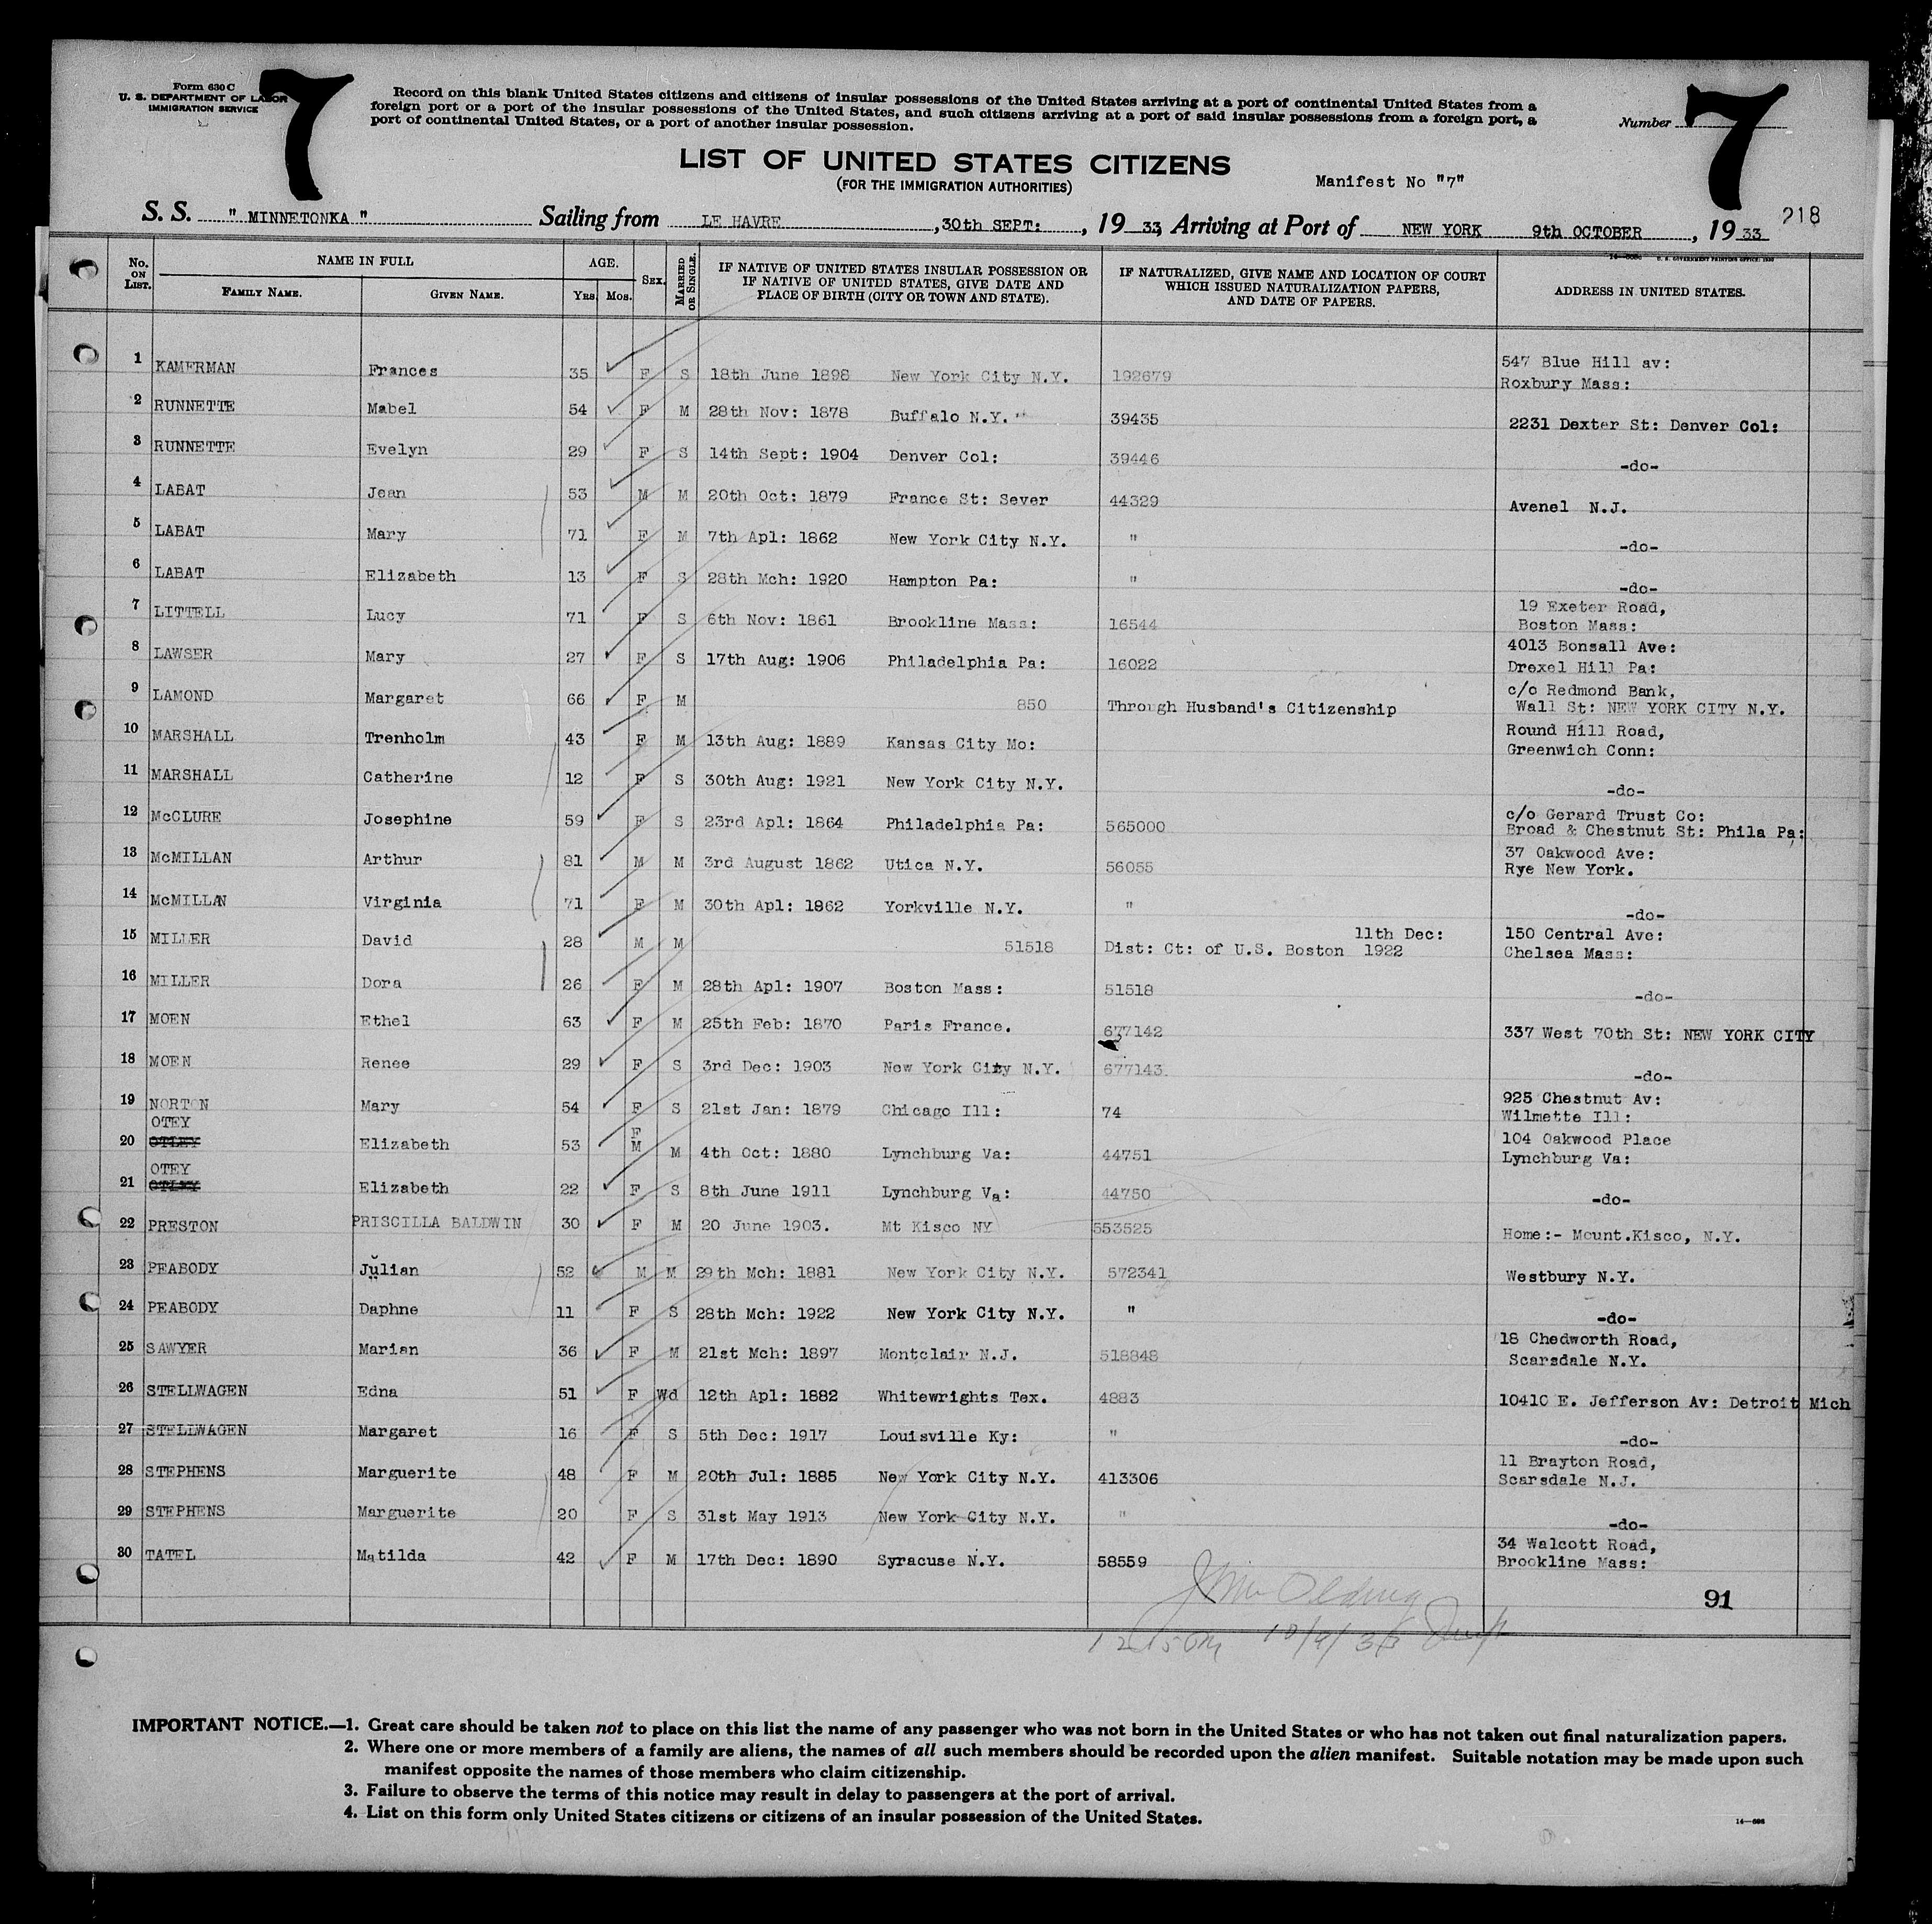 Form 630 C
U. S. DEPARTMENT OF LABOR
IMMIGRATION SERVICE
7
Record on this blank United States citizens and citizens of insular possessions of the United States arriving at a port of continental United States from a
foreign port or a port of the insular possessions of the United States, and such citizens arriving at a port of said insular possessions from a foreign port, a
port of continental United States, or a port of another insular possession.
Number 7
LIST OF UNITED STATES CITIZENS
(FOR THE IMMIGRATION AUTHORITIES)
Manifest No "7"
S. S. " MINNETONKA " Sailing from LE HAVRE ,30th SEPT: , 19 33, Arriving at Port of NEW YORK 9th OCTOBER , 19 33 218
No. ON LIST. NAME IN FULL FAMILY NAME. GIVEN NAME. AGE. Yrs. Mos. SEX. MARRIED OR SINGLE. IF NATIVE OF UNITED STATES INSULAR POSSESSION OR IF NATIVE OF UNITED STATES, GIVE DATE AND PLACE OF BIRTH (CITY OR TOWN AND STATE). IF NATURALIZED, GIVE NAME AND LOCATION OF COURT WHICH ISSUED NATURALIZATION PAPERS, AND DATE OF PAPERS. ADDRESS IN UNITED STATES.
1 KAMERMAN Frances 35 F S 18th June 1898 New York City N.Y. 192679 547 Blue Hill av: Roxbury Mass:
2 RUNNETTE Mabel 54 F M 28th Nov: 1878 Buffalo N.Y. 39435 2231 Dexter St: Denver Col:
3 RUNNETTE Evelyn 29 F S 14th Sept: 1904 Denver Col: 39446 -do-
4 LABAT Jean 53 M M 20th Oct: 1879 France St: Sever 44329 Avenel N.J.
5 LABAT Mary 71 F M 7th Apl: 1862 New York City N.Y. " -do-
6 LABAT Elizabeth 13 F S 28th Mch: 1920 Hampton Pa: " -do-
7 LITTELL Lucy 71 F S 6th Nov: 1861 Brookline Mass: 16544 19 Exeter Road, Boston Mass:
8 LAWSER Mary 27 F S 17th Aug: 1906 Philadelphia Pa: 16022 4013 Bonsall Ave: Drexel Hill Pa:
9 LAMOND Margaret 66 F M 850 Through Husband's Citizenship c/o Redmond Bank, Wall St: NEW YORK CITY N.Y.
10 MARSHALL Trenholm 43 F M 13th Aug: 1889 Kansas City Mo: Round Hill Road, Greenwich Conn:
11 MARSHALL Catherine 12 F S 30th Aug: 1921 New York City N.Y. -do-
12 McCLURE Josephine 59 F S 23rd Apl: 1864 Philadelphia Pa: 565000 c/o Gerard Trust Co: Broad & Chestnut St: Phila Pa:
13 McMILLAN Arthur 81 M M 3rd August 1862 Utica N.Y. 56055 37 Oakwood Ave: Rye New York.
14 McMILLAN Virginia 71 F M 30th Apl: 1862 Yorkville N.Y. " -do-
15 MILLER David 28 M M 51518 Dist: Ct: of U.S. Boston 11th Dec: 1922 150 Central Ave: Chelsea Mass:
16 MILLER Dora 26 F M 28th Apl: 1907 Boston Mass: 51518 -do-
17 MOEN Ethel 63 F M 25th Feb: 1870 Paris France. 677142 337 West 70th St: NEW YORK CITY
18 MOEN Renee 29 F S 3rd Dec: 1903 New York City N.Y. 677143 -do-
19 NORTON Mary 54 F S 21st Jan: 1879 Chicago Ill: 74 925 Chestnut Av: Wilmette Ill:
20 OTEY OTLEY Elizabeth 53 F M M 4th Oct: 1880 Lynchburg Va: 44751 104 Oakwood Place Lynchburg Va:
21 OTEY OTLEY Elizabeth 22 F S 8th June 1911 Lynchburg Va: 44750 -do-
22 PRESTON PRISCILLA BALDWIN 30 F M 20 June 1903. Mt Kisco NY 553525 Home:- Mount.Kisco, N.Y.
23 PEABODY Julian 52 M M 29th Mch: 1881 New York City N.Y. 572341 Westbury N.Y.
24 PEABODY Daphne 11 F S 28th Mch: 1922 New York City N.Y. " -do-
25 SAWYER Marian 36 F M 21st Mch: 1897 Montclair N.J. 518848 18 Chedworth Road, Scarsdale N.Y.
26 STELLWAGEN Edna 51 F Wd 12th Apl: 1882 Whitewrights Tex. 4883 10410 E. Jefferson Av: Detroit Mich
27 STELLWAGEN Margaret 16 F S 5th Dec: 1917 Louisville Ky: " -do-
28 STEPHENS Marguerite 48 F M 20th Jul: 1885 New York City N.Y. 413306 11 Brayton Road, Scarsdale N.J.
29 STEPHENS Marguerite 20 F S 31st May 1913 New York City N.Y. " -do-
30 TATEL Matilda 42 F M 17th Dec: 1890 Syracuse N.Y. 58559 34 Walcott Road, Brookline Mass:
91
10/9/33
IMPORTANT NOTICE.—1. Great care should be taken not to place on this list the name of any passenger who was not born in the United States or who has not taken out final naturalization papers.
2. Where one or more members of a family are aliens, the names of all such members should be recorded upon the alien manifest. Suitable notation may be made upon such
manifest opposite the names of those members who claim citizenship.
3. Failure to observe the terms of this notice may result in delay to passengers at the port of arrival.
4. List on this form only United States citizens or citizens of an insular possession of the United States.